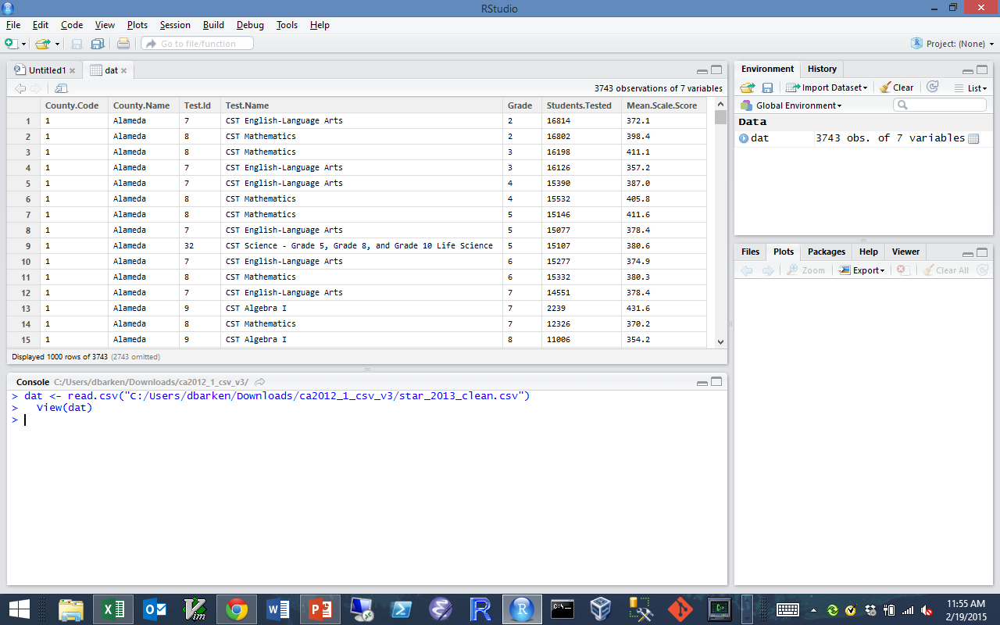 RStudio
File Edit Code View Plots Session Build Debug Tools Help
Go to file/function
Project: (None)
Untitled1 dat
3743 observations of 7 variables
County.Code County.Name Test.Id Test.Name Grade Students.Tested Mean.Scale.Score
1 1 Alameda 7 CST English-Language Arts 2 16814 372.1
2 1 Alameda 8 CST Mathematics 2 16802 398.4
3 1 Alameda 8 CST Mathematics 3 16198 411.1
4 1 Alameda 7 CST English-Language Arts 3 16126 357.2
5 1 Alameda 7 CST English-Language Arts 4 15390 387.0
6 1 Alameda 8 CST Mathematics 4 15532 405.8
7 1 Alameda 8 CST Mathematics 5 15146 411.6
8 1 Alameda 7 CST English-Language Arts 5 15077 378.4
9 1 Alameda 32 CST Science - Grade 5, Grade 8, and Grade 10 Life Science 5 15107 380.6
10 1 Alameda 7 CST English-Language Arts 6 15277 374.9
11 1 Alameda 8 CST Mathematics 6 15332 380.3
12 1 Alameda 7 CST English-Language Arts 7 14551 378.4
13 1 Alameda 9 CST Algebra I 7 2239 431.6
14 1 Alameda 8 CST Mathematics 7 12326 370.2
15 1 Alameda 9 CST Algebra I 8 11006 354.2
Displayed 1000 rows of 3743 (2743 omitted)
Console C:/Users/dbarken/Downloads/ca2012_1_csv_v3/
> dat <- read.csv("C:/Users/dbarken/Downloads/ca2012_1_csv_v3/star_2013_clean.csv")
>   View(dat)
>
Environment History
Import Dataset Clear List
Global Environment
Data
dat 3743 obs. of 7 variables
Files Plots Packages Help Viewer
Zoom Export Clear All
11:55 AM
2/19/2015